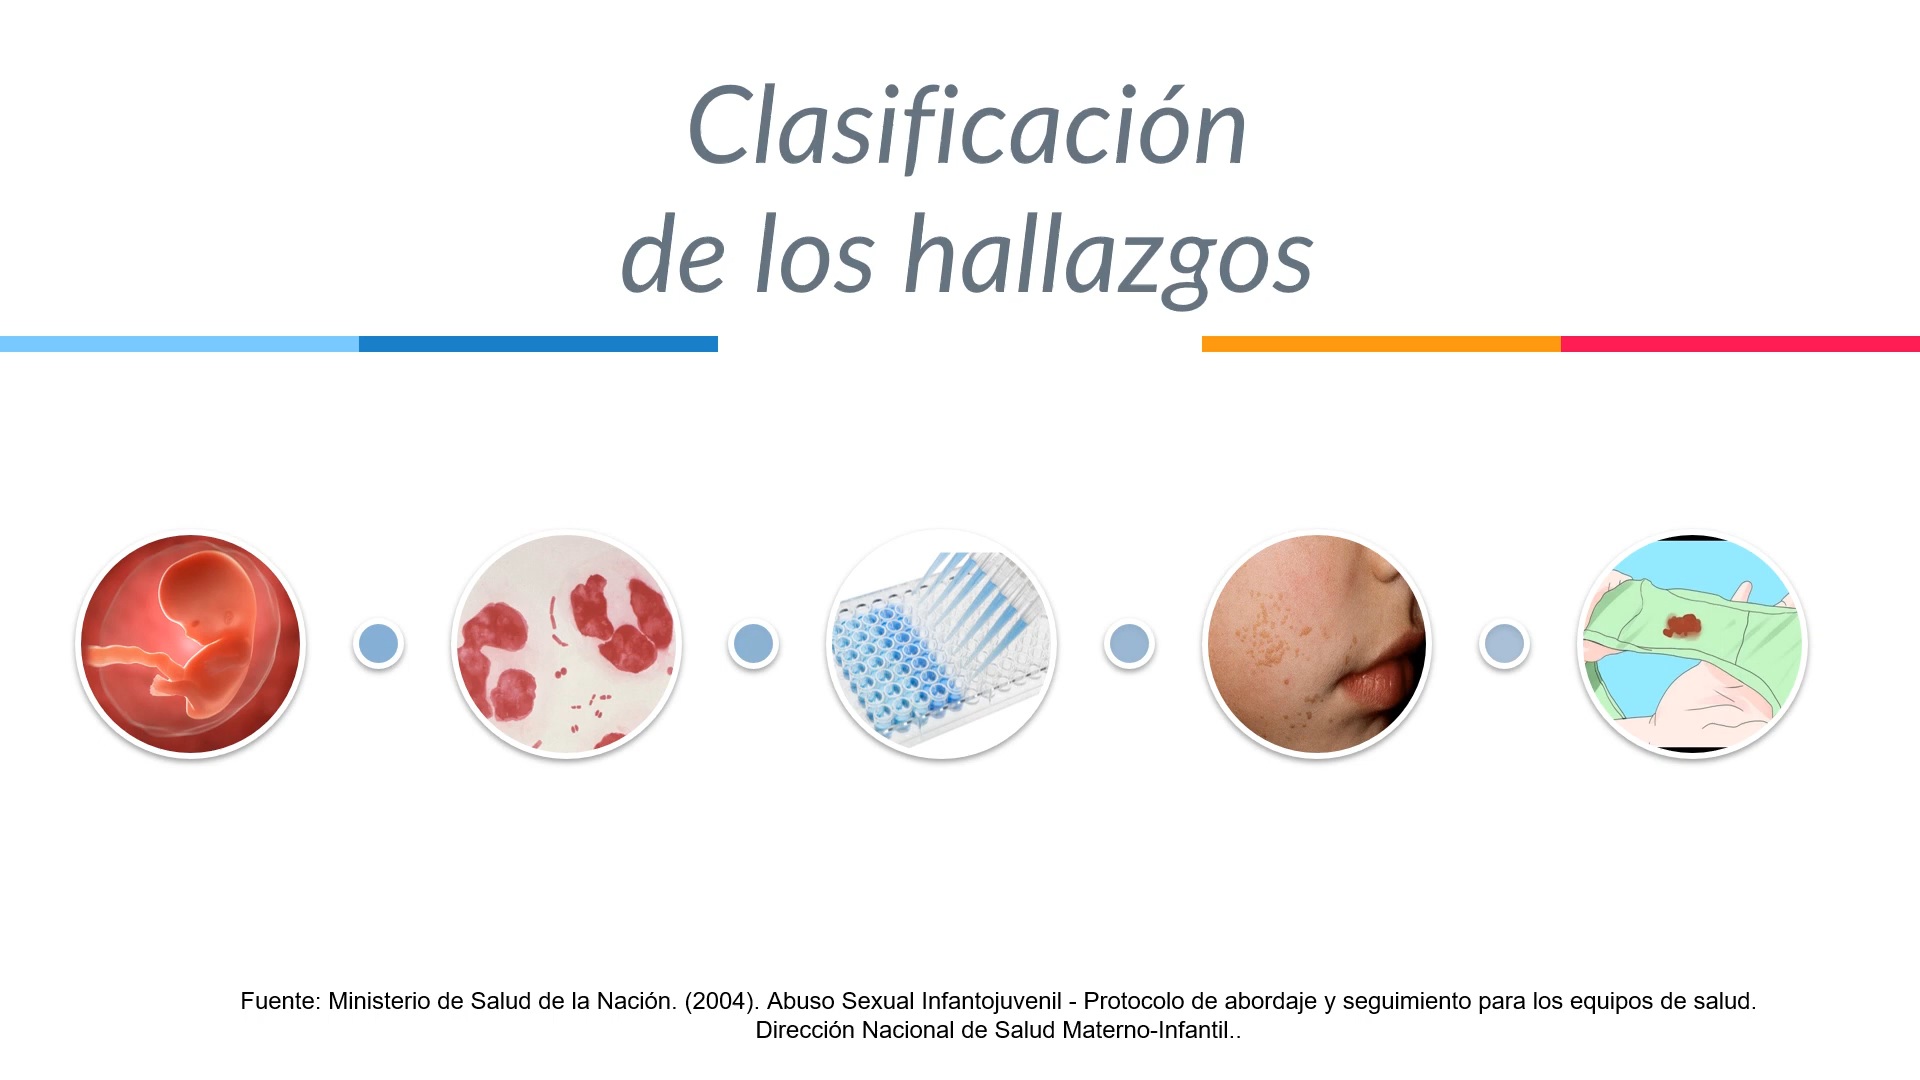 Clasificación
de los hallazgos
Fuente: Ministerio de Salud de la Nación. (2004). Abuso Sexual Infantojuvenil - Protocolo de abordaje y seguimiento para los equipos de salud.
Dirección Nacional de Salud Materno-Infantil..